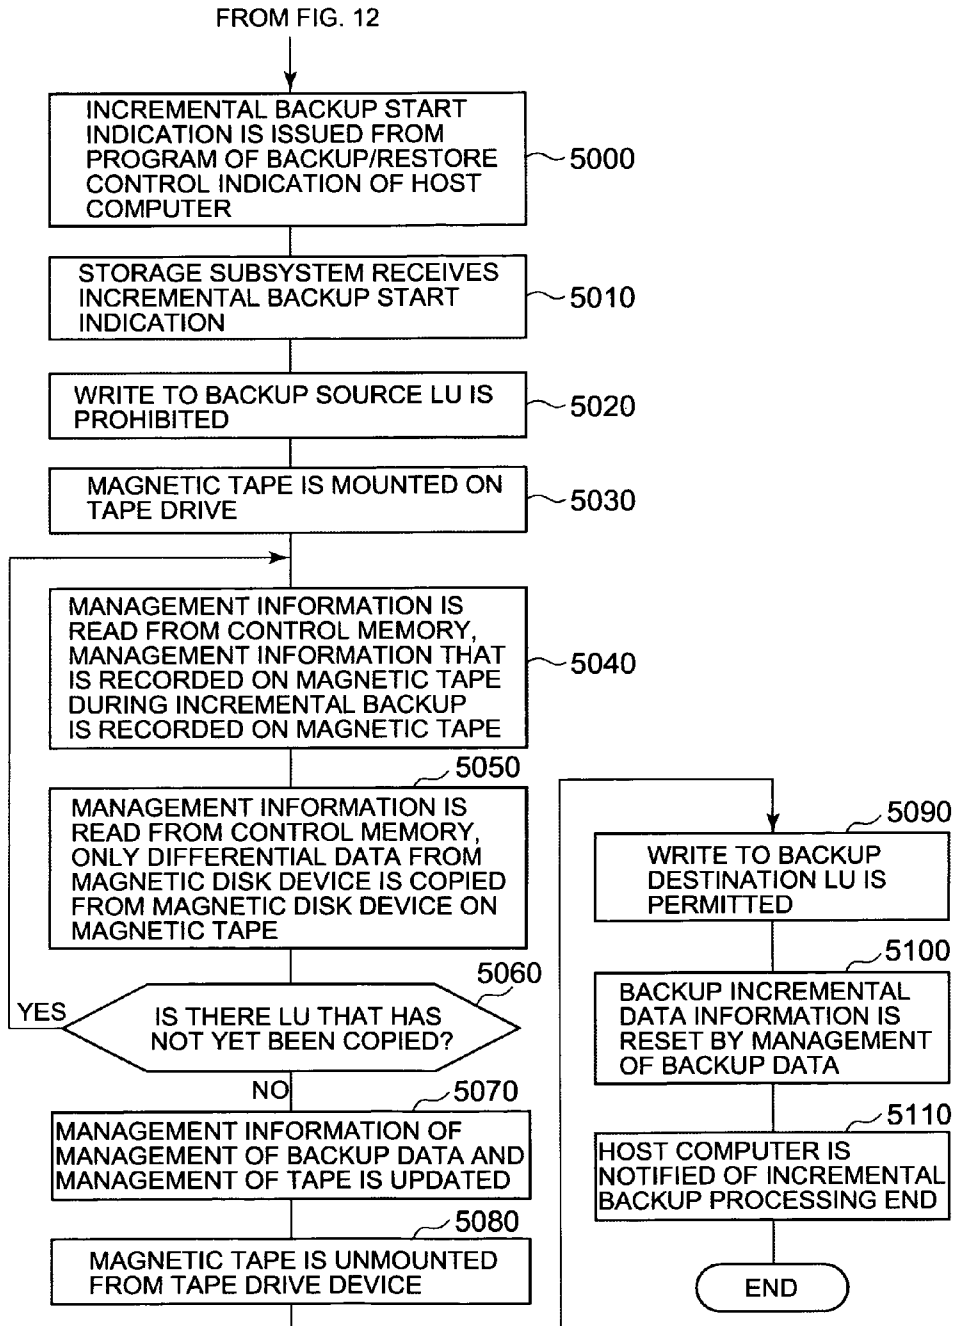 FROM FIG. 12
INCREMENTAL BACKUP START
INDICATION IS ISSUED FROM
PROGRAM OF BACKUP/RESTORE
CONTROL INDICATION OF HOST
COMPUTER
5000
STORAGE SUBSYSTEM RECEIVES
INCREMENTAL BACKUP START
INDICATION
5010
WRITE TO BACKUP SOURCE LU IS
PROHIBITED
5020
MAGNETIC TAPE IS MOUNTED ON
TAPE DRIVE
5030
MANAGEMENT INFORMATION IS
READ FROM CONTROL MEMORY,
MANAGEMENT INFORMATION THAT
IS RECORDED ON MAGNETIC TAPE
DURING INCREMENTAL BACKUP
IS RECORDED ON MAGNETIC TAPE
5040
5050
MANAGEMENT INFORMATION IS
READ FROM CONTROL MEMORY,
ONLY DIFFERENTIAL DATA FROM
MAGNETIC DISK DEVICE IS COPIED
FROM MAGNETIC DISK DEVICE ON
MAGNETIC TAPE
5060
YES
IS THERE LU THAT HAS
NOT YET BEEN COPIED?
NO
5070
MANAGEMENT INFORMATION OF
MANAGEMENT OF BACKUP DATA AND
MANAGEMENT OF TAPE IS UPDATED
5080
MAGNETIC TAPE IS UNMOUNTED
FROM TAPE DRIVE DEVICE
5090
WRITE TO BACKUP
DESTINATION LU IS
PERMITTED
5100
BACKUP INCREMENTAL
DATA INFORMATION IS
RESET BY MANAGEMENT
OF BACKUP DATA
5110
HOST COMPUTER IS
NOTIFIED OF INCREMENTAL
BACKUP PROCESSING END
END